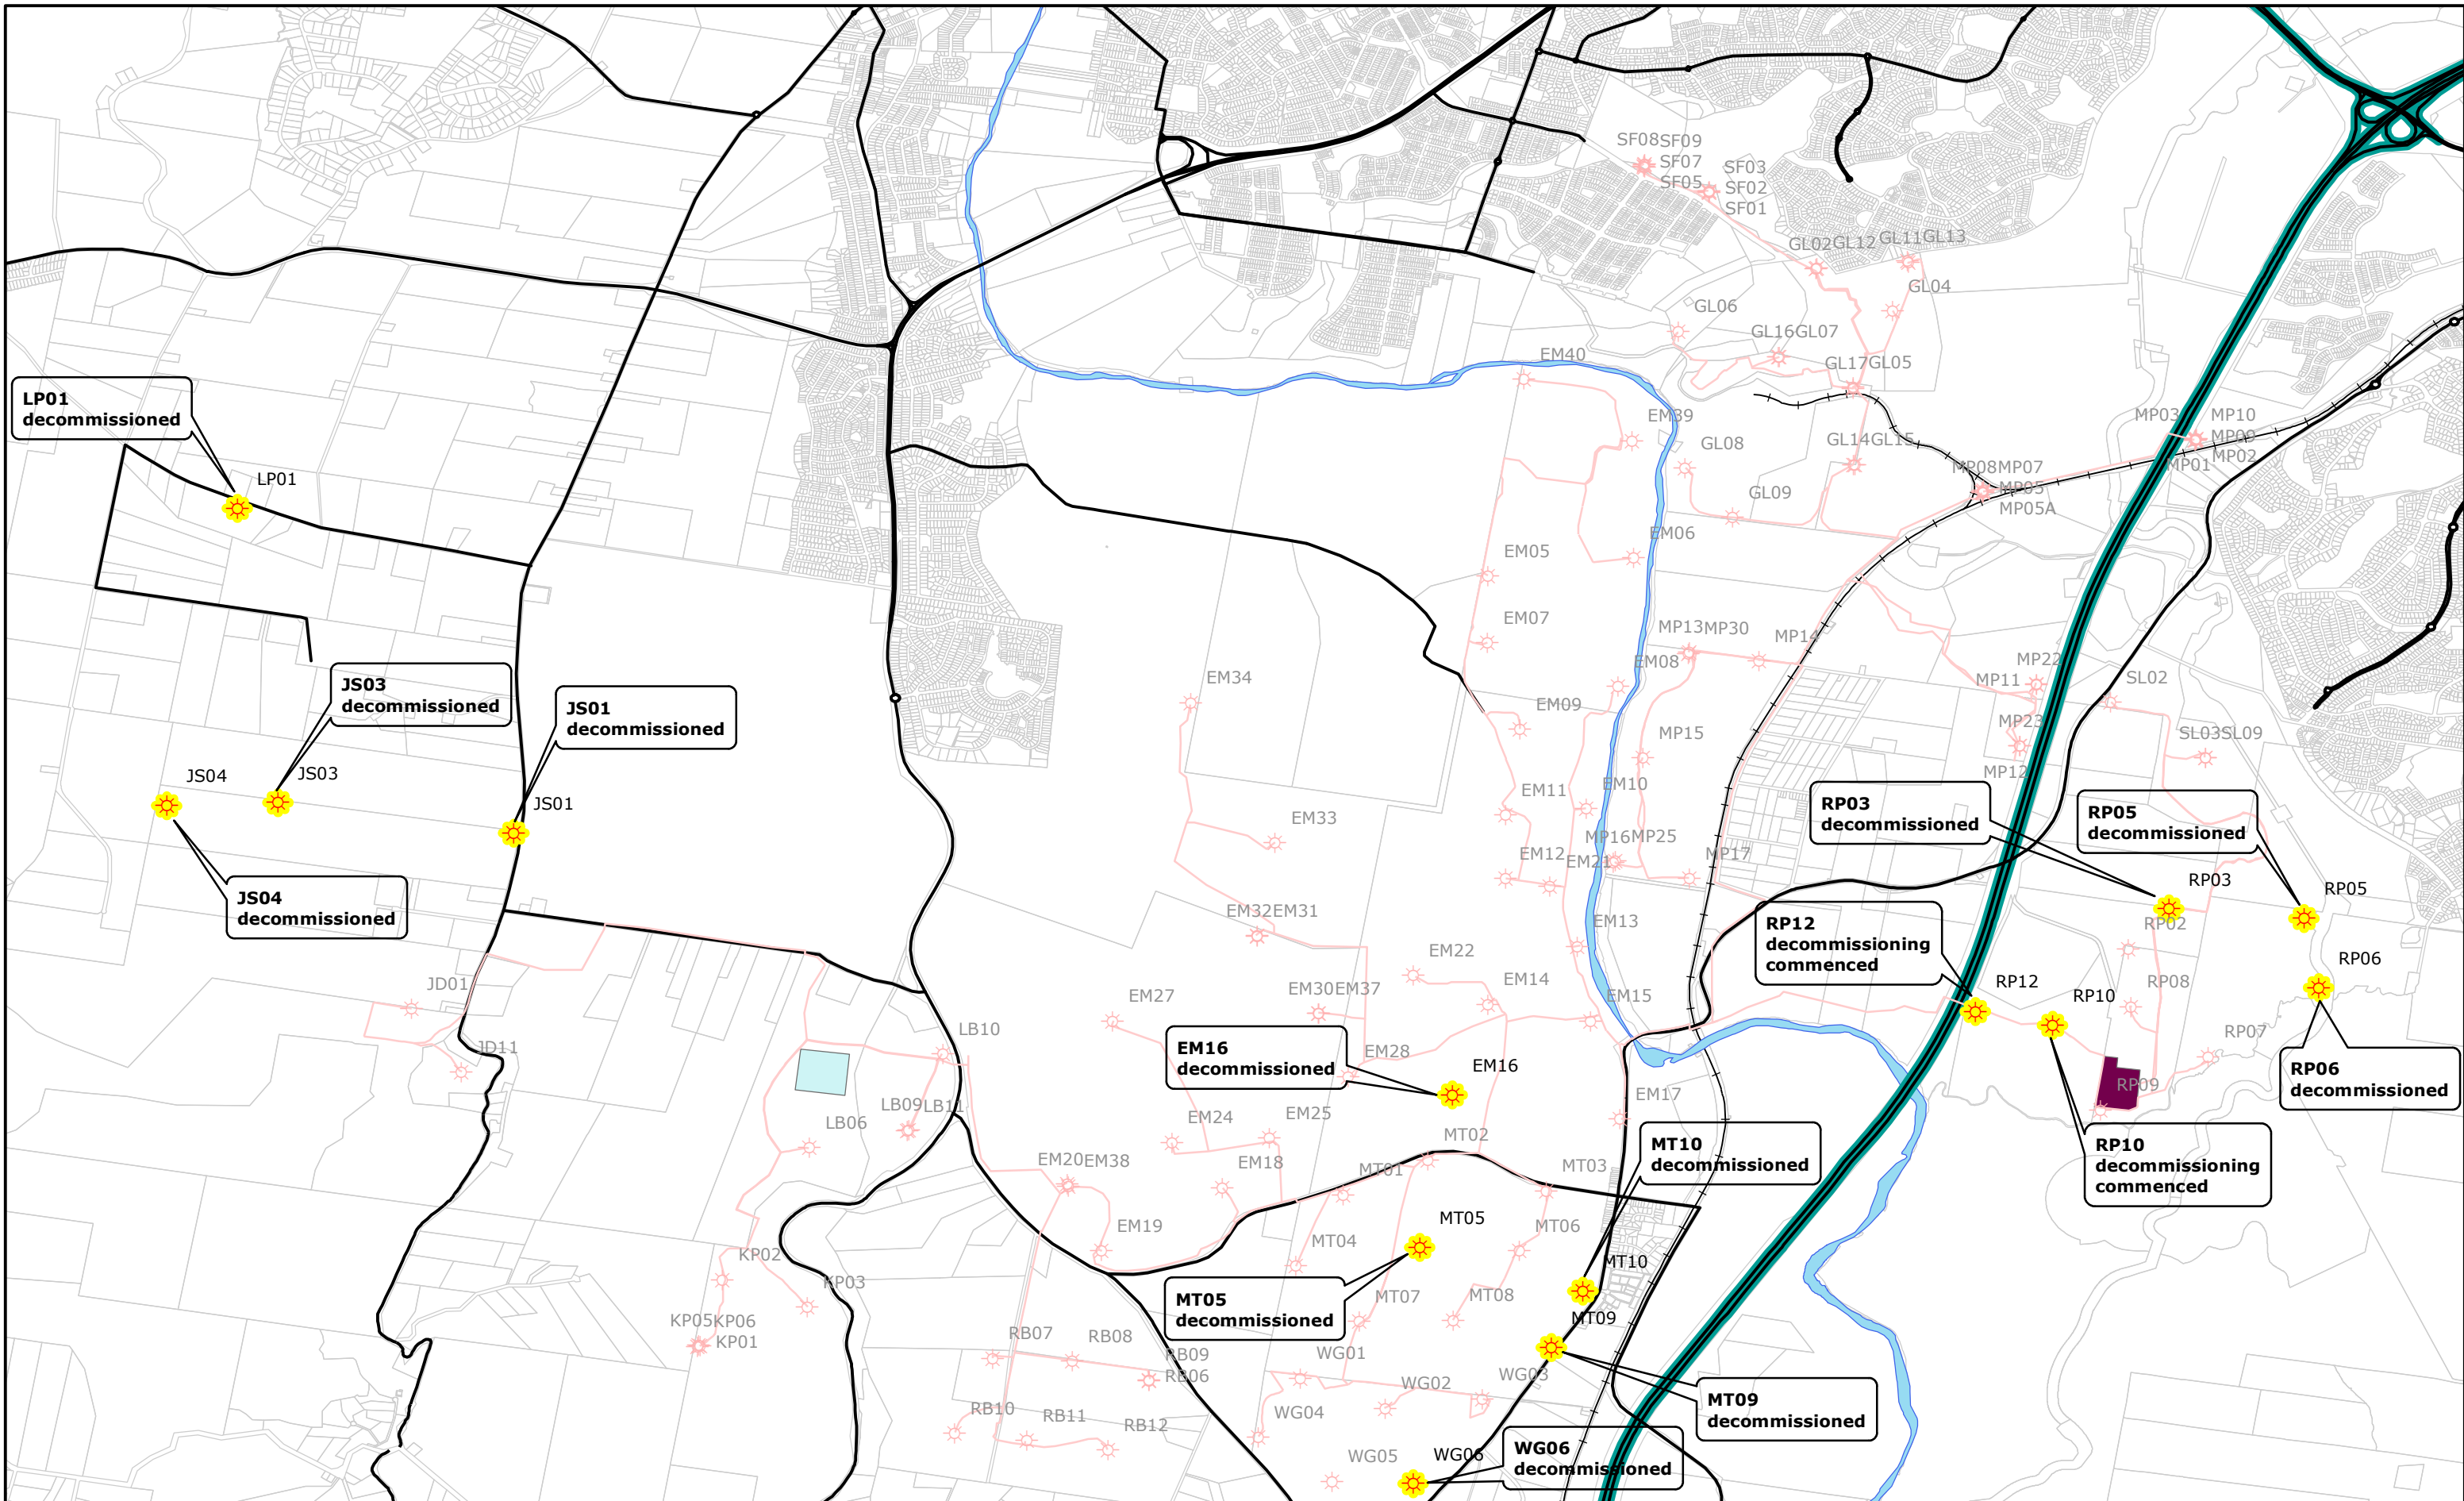 SF08SF09
SF07
SF05
SF03
SF02
SF01
GL02GL12
GL11GL13
GL04
GL06
GL16GL07
GL17GL05
EM40
EM39
GL08
GL14GL15
GL09
MP03
MP10
MP09
MP02
MP01
MP08MP07
MP05
MP05A
LP01
decommissioned
LP01
EM05
EM06
EM07
MP13MP30
MP14
EM08
MP22
MP11
SL02
EM34
EM09
MP15
MP23
SL03SL09
MP12
JS03
decommissioned
JS01
decommissioned
JS04
JS03
JS01
EM11
EM10
EM33
MP16MP25
EM12
EM21
MP17
RP03
decommissioned
RP05
decommissioned
JS04
decommissioned
RP03
RP05
RP02
EM32EM31
EM13
RP12
decommissioning
commenced
EM22
EM14
RP06
JD01
EM27
EM30EM37
EM15
RP12
RP10
RP08
LB10
JD11
EM16
decommissioned
EM28
EM16
RP07
RP06
decommissioned
RP09
LB09LB11
LB06
EM24
EM25
EM17
MT02
MT10
decommissioned
RP10
decommissioning
commenced
EM20EM38
EM18
MT01
MT03
EM19
MT05
MT04
MT06
KP02
KP03
MT10
MT05
decommissioned
MT07
MT08
MT09
KP05KP06
KP01
RB07
RB08
RB09
RB06
WG01
WG02
WG03
MT09
decommissioned
RB10
RB11
RB12
WG04
WG05
WG06
WG06
decommissioned